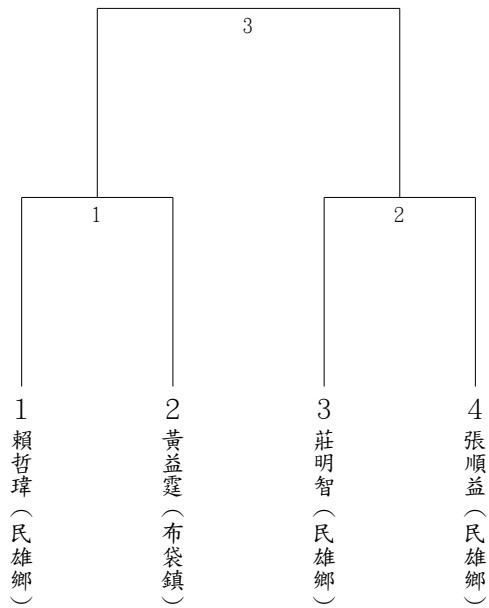 3
1
2
1 賴哲瑋（民雄鄉）
2 黃益霆（布袋鎮）
3 莊明智（民雄鄉）
4 張順益（民雄鄉）